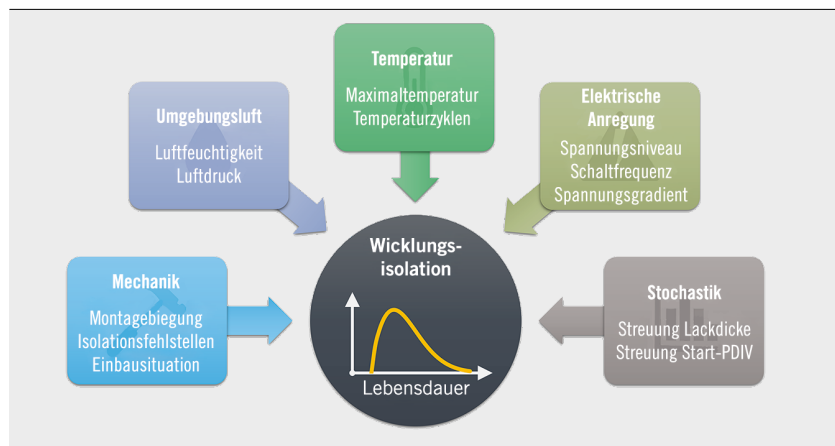 Temperatur
Maximaltemperatur
Temperaturzyklen
Umgebungsluft
Luftfeuchtigkeit
Luftdruck
Elektrische
Anregung
Spannungsniveau
Schaltfrequenz
Spannungsgradient
Mechanik
Montagebiegung
Isolationsfehlstellen
Einbausituation
Wicklungs-
isolation
Lebensdauer
Stochastik
Streuung Lackdicke
Streuung Start-PDIV